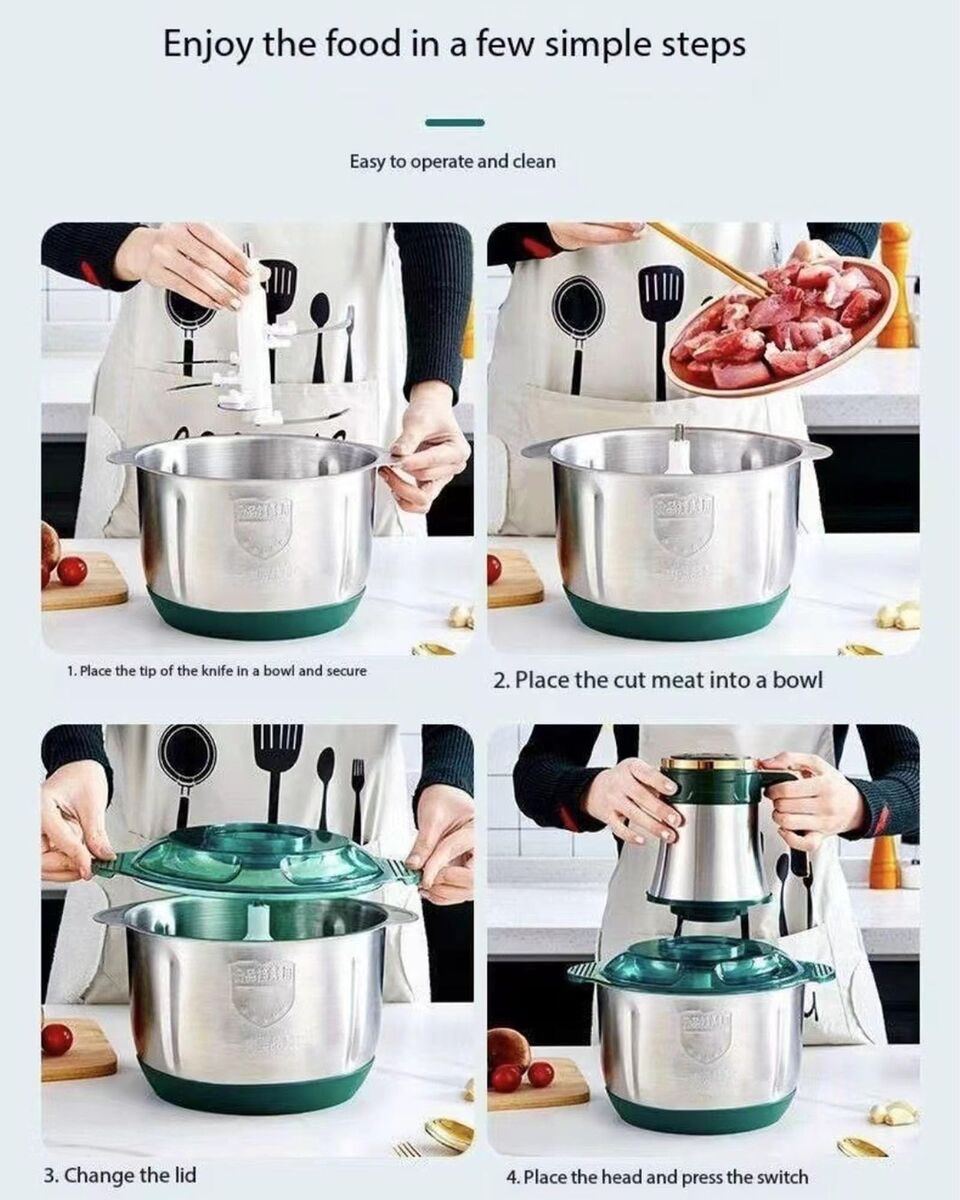 Enjoy the food in a few simple steps
Easy to operate and clean
1. Place the tip of the knife in a bowl and secure
2. Place the cut meat into a bowl
3. Change the lid
4. Place the head and press the switch